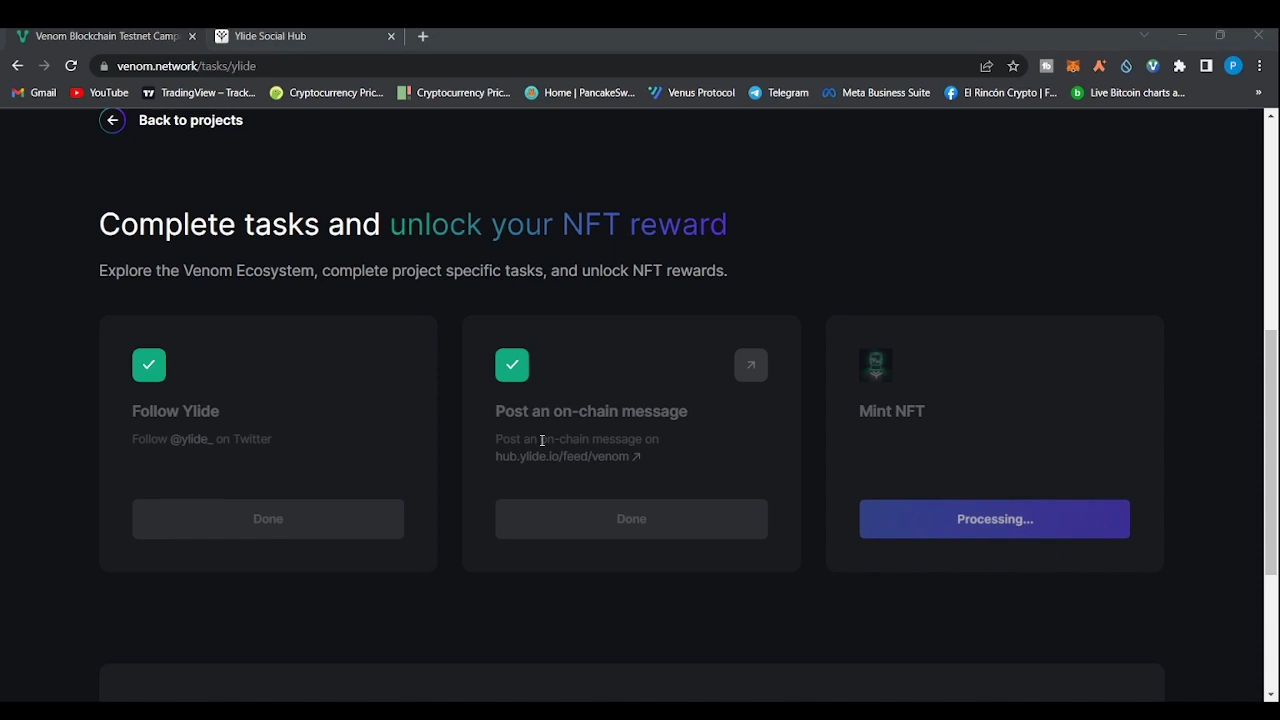 Venom Blockchain Testnet Camp
Ylide Social Hub
venom.network/tasks/ylide
Gmail
YouTube
TradingView – Track...
Cryptocurrency Pric...
Cryptocurrency Pric...
Home | PancakeSw...
Venus Protocol
Telegram
Meta Business Suite
El Rincón Crypto | F...
Live Bitcoin charts a...
»
Back to projects
Complete tasks and unlock your NFT reward
Explore the Venom Ecosystem, complete project specific tasks, and unlock NFT rewards.
Follow Ylide
Follow @ylide_ on Twitter
Done
Post an on-chain message
Post an on-chain message on
hub.ylide.io/feed/venom ↗
Done
Mint NFT
Processing...